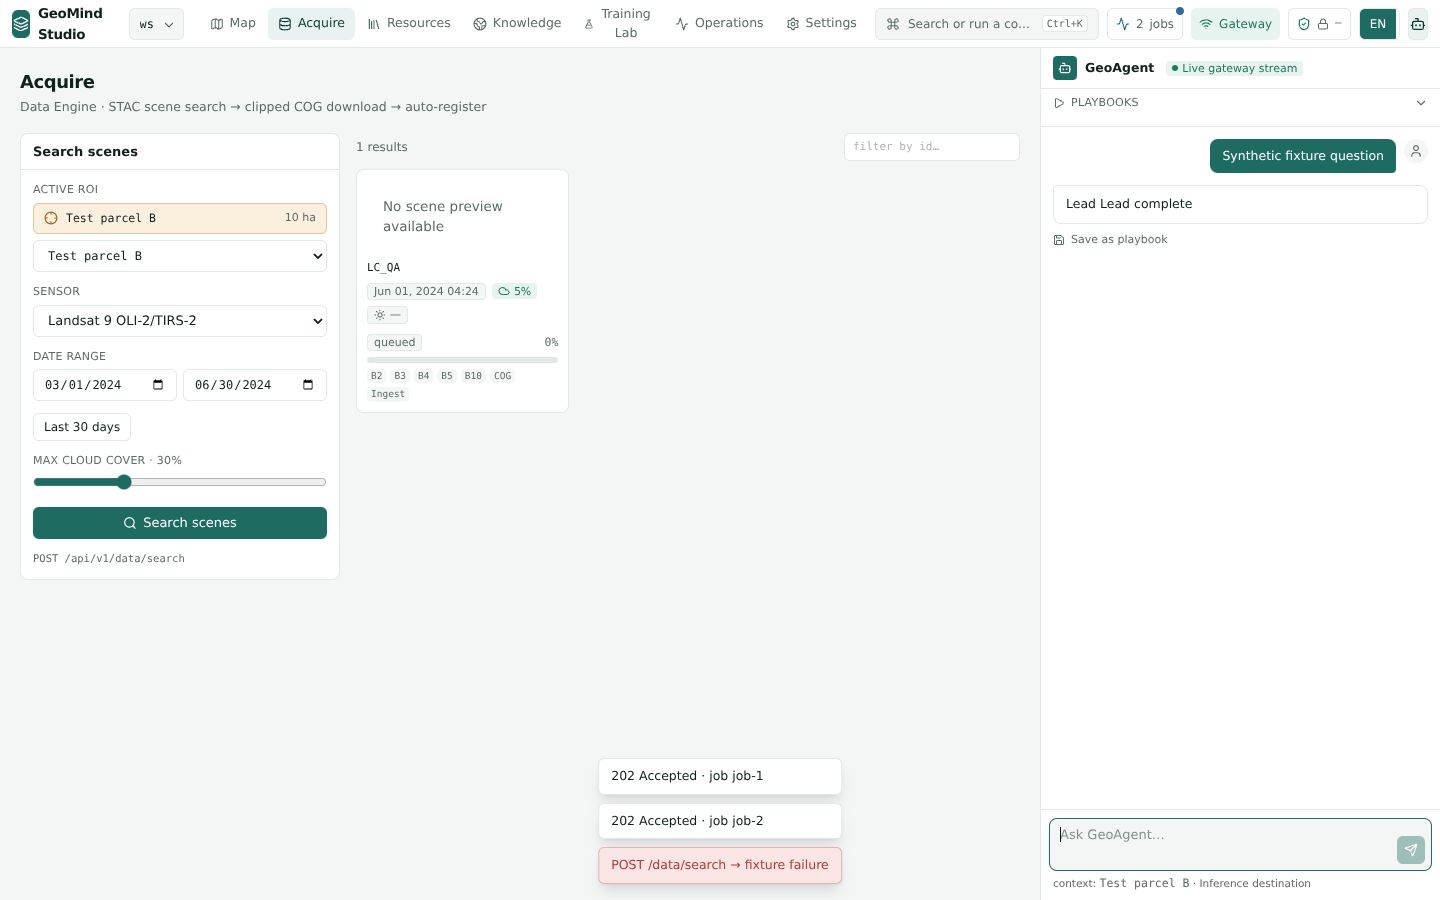 GeoMind Studio
ws
Map
Acquire
Resources
Knowledge
Training Lab
Operations
Settings
Search or run a co…
Ctrl+K
2 jobs
Gateway
–
EN
Acquire
Data Engine · STAC scene search → clipped COG download → auto-register
Search scenes
ACTIVE ROI
Test parcel B
10 ha
Test parcel B
SENSOR
Landsat 9 OLI-2/TIRS-2
DATE RANGE
03/01/2024
06/30/2024
Last 30 days
MAX CLOUD COVER · 30%
Search scenes
POST /api/v1/data/search
1 results
filter by id…
No scene preview
available
LC_QA
Jun 01, 2024 04:24
5%
—
queued
0%
B2 B3 B4 B5 B10 COG
Ingest
202 Accepted · job job-1
202 Accepted · job job-2
POST /data/search → fixture failure
GeoAgent
Live gateway stream
PLAYBOOKS
Synthetic fixture question
Lead Lead complete
Save as playbook
Ask GeoAgent…
context: Test parcel B · Inference destination